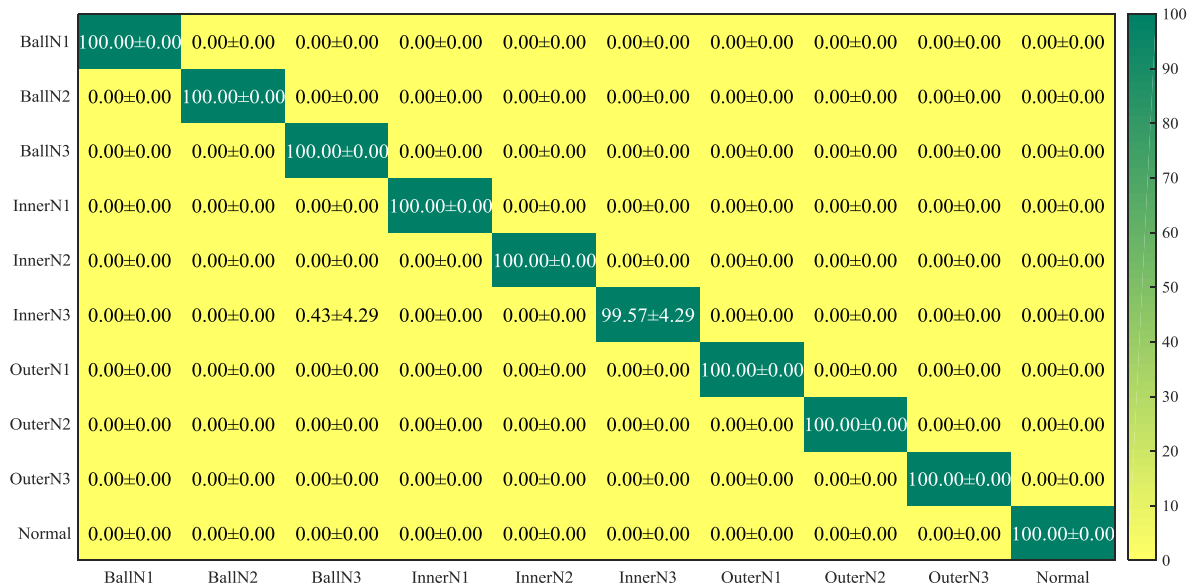 BallN1 100.00±0.00 0.00±0.00 0.00±0.00 0.00±0.00 0.00±0.00 0.00±0.00 0.00±0.00 0.00±0.00 0.00±0.00 0.00±0.00
BallN2 0.00±0.00 100.00±0.00 0.00±0.00 0.00±0.00 0.00±0.00 0.00±0.00 0.00±0.00 0.00±0.00 0.00±0.00 0.00±0.00
BallN3 0.00±0.00 0.00±0.00 100.00±0.00 0.00±0.00 0.00±0.00 0.00±0.00 0.00±0.00 0.00±0.00 0.00±0.00 0.00±0.00
InnerN1 0.00±0.00 0.00±0.00 0.00±0.00 100.00±0.00 0.00±0.00 0.00±0.00 0.00±0.00 0.00±0.00 0.00±0.00 0.00±0.00
InnerN2 0.00±0.00 0.00±0.00 0.00±0.00 0.00±0.00 100.00±0.00 0.00±0.00 0.00±0.00 0.00±0.00 0.00±0.00 0.00±0.00
InnerN3 0.00±0.00 0.00±0.00 0.43±4.29 0.00±0.00 0.00±0.00 99.57±4.29 0.00±0.00 0.00±0.00 0.00±0.00 0.00±0.00
OuterN1 0.00±0.00 0.00±0.00 0.00±0.00 0.00±0.00 0.00±0.00 0.00±0.00 100.00±0.00 0.00±0.00 0.00±0.00 0.00±0.00
OuterN2 0.00±0.00 0.00±0.00 0.00±0.00 0.00±0.00 0.00±0.00 0.00±0.00 0.00±0.00 100.00±0.00 0.00±0.00 0.00±0.00
OuterN3 0.00±0.00 0.00±0.00 0.00±0.00 0.00±0.00 0.00±0.00 0.00±0.00 0.00±0.00 0.00±0.00 100.00±0.00 0.00±0.00
Normal 0.00±0.00 0.00±0.00 0.00±0.00 0.00±0.00 0.00±0.00 0.00±0.00 0.00±0.00 0.00±0.00 0.00±0.00 100.00±0.00
BallN1 BallN2 BallN3 InnerN1 InnerN2 InnerN3 OuterN1 OuterN2 OuterN3 Normal
100
90
80
70
60
50
40
30
20
10
0